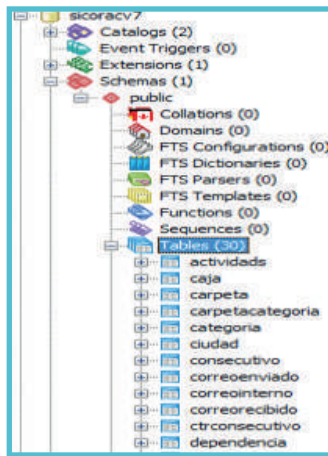 sicoracv7
Catalogs (2)
Event Triggers (0)
Extensions (1)
Schemas (1)
public
Collations (0)
Domains (0)
FTS Configurations (0)
FTS Dictionaries (0)
FTS Parsers (0)
FTS Templates (0)
Functions (0)
Sequences (0)
Tables (30)
actividads
caja
carpeta
carpetacategoria
categoria
ciudad
consecutivo
correoenviado
correointerno
correorecibido
ctrconsecutivo
dependencia